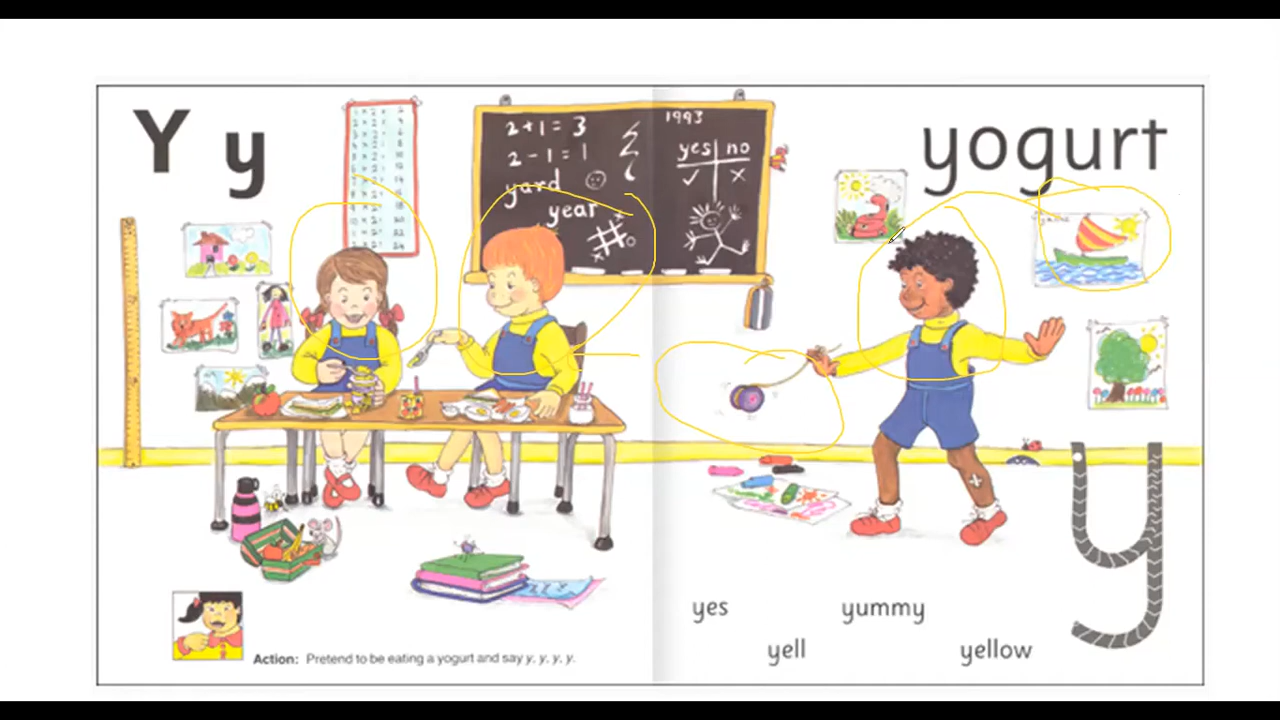 Y y
yogurt
2 + 1 = 3
2 - 1 = 1
yard
year
1993
yes no
✓ X
yes
yummy
yell
yellow
Action: Pretend to be eating a yogurt and say y, y, y, y.
y